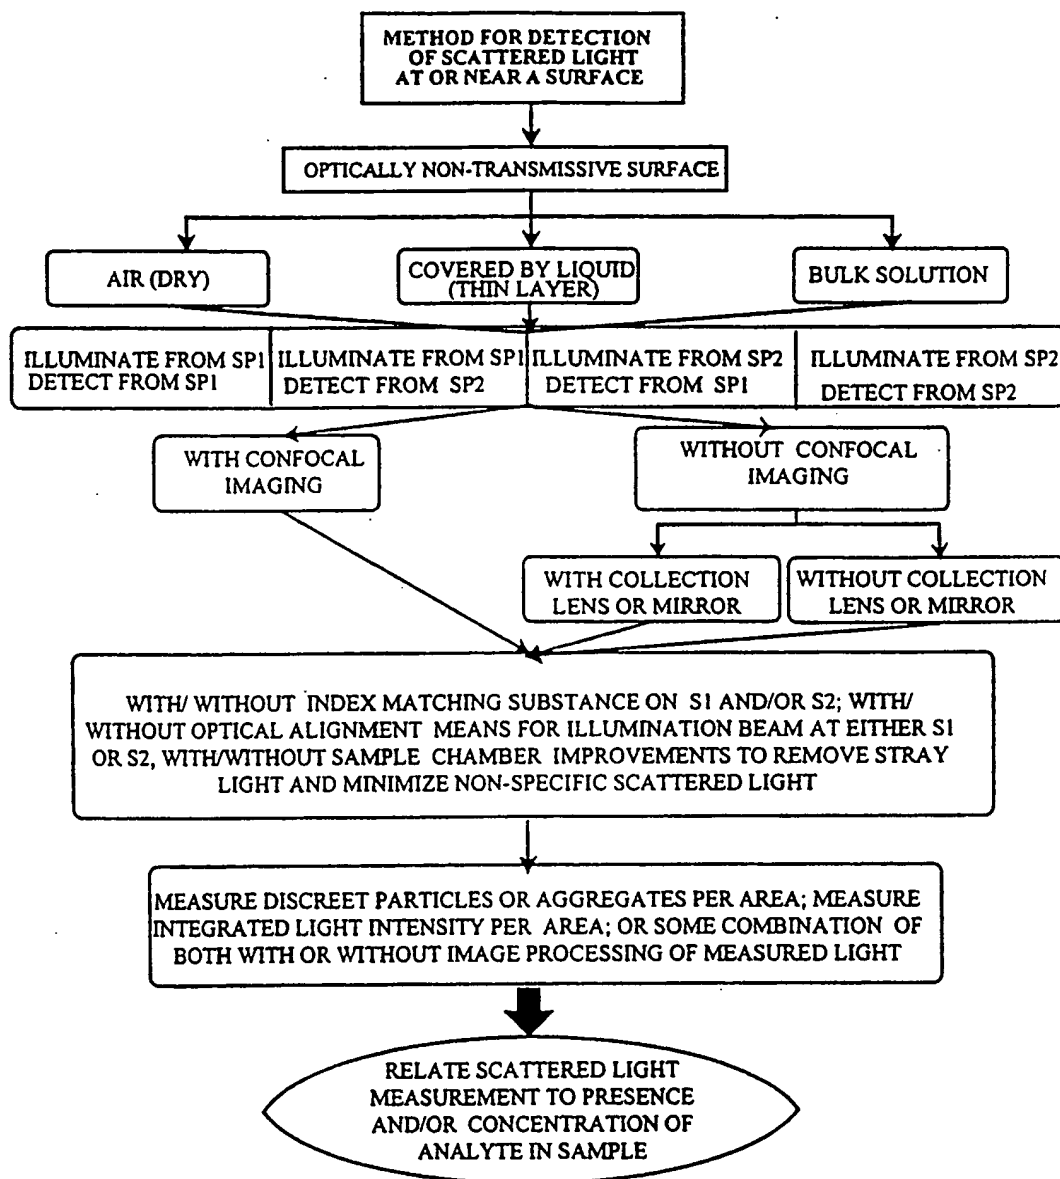 METHOD FOR DETECTION
OF SCATTERED LIGHT
AT OR NEAR A SURFACE
OPTICALLY NON-TRANSMISSIVE SURFACE
AIR (DRY)
COVERED BY LIQUID
(THIN LAYER)
BULK SOLUTION
ILLUMINATE FROM SP1
DETECT FROM SP1
ILLUMINATE FROM SP1
DETECT FROM SP2
ILLUMINATE FROM SP2
DETECT FROM SP1
ILLUMINATE FROM SP2
DETECT FROM SP2
WITH CONFOCAL
IMAGING
WITHOUT CONFOCAL
IMAGING
WITH COLLECTION
LENS OR MIRROR
WITHOUT COLLECTION
LENS OR MIRROR
WITH/ WITHOUT INDEX MATCHING SUBSTANCE ON S1 AND/OR S2; WITH/
WITHOUT OPTICAL ALIGNMENT MEANS FOR ILLUMINATION BEAM AT EITHER S1
OR S2, WITH/WITHOUT SAMPLE CHAMBER IMPROVEMENTS TO REMOVE STRAY
LIGHT AND MINIMIZE NON-SPECIFIC SCATTERED LIGHT
MEASURE DISCREET PARTICLES OR AGGREGATES PER AREA; MEASURE
INTEGRATED LIGHT INTENSITY PER AREA; OR SOME COMBINATION OF
BOTH WITH OR WITHOUT IMAGE PROCESSING OF MEASURED LIGHT
RELATE SCATTERED LIGHT
MEASUREMENT TO PRESENCE
AND/OR CONCENTRATION OF
ANALYTE IN SAMPLE